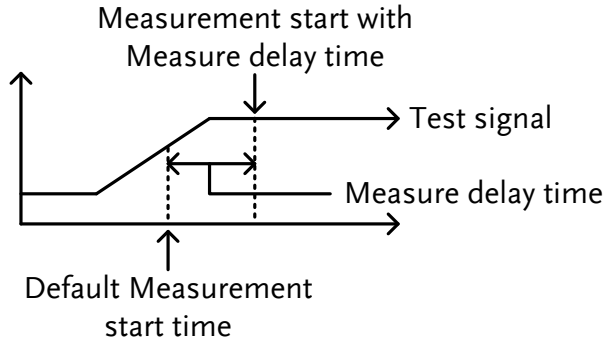 Measurement start with
Measure delay time
Test signal
Measure delay time
Default Measurement
start time